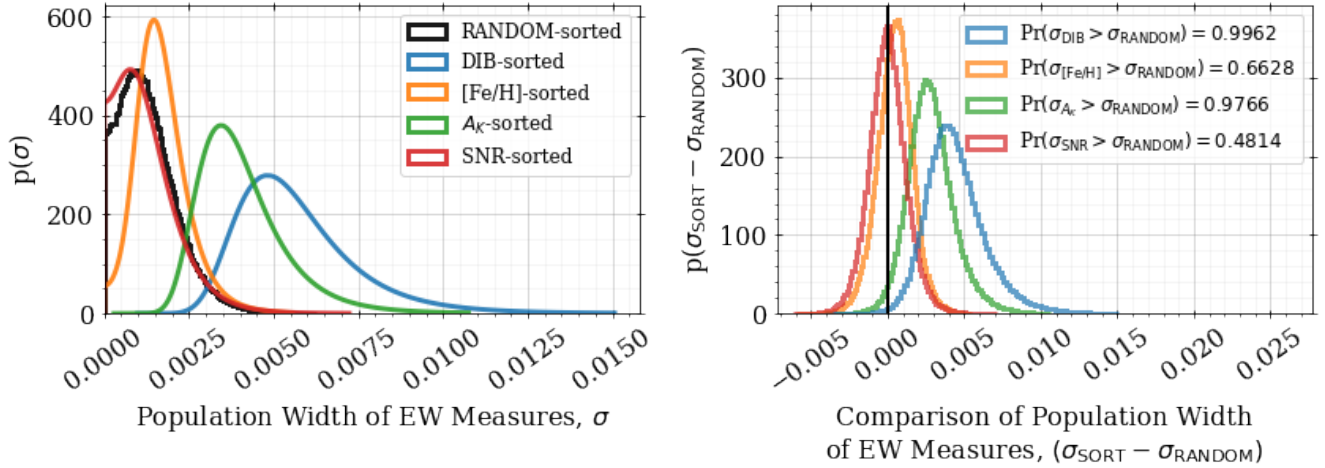 600
400
200
0
p(σ)
RANDOM-sorted
DIB-sorted
[Fe/H]-sorted
A_K-sorted
SNR-sorted
0.0000
0.0025
0.0050
0.0075
0.0100
0.0125
0.0150
Population Width of EW Measures, σ
300
200
100
0
p(σ_SORT − σ_RANDOM)
Pr(σ_DIB > σ_RANDOM) = 0.9962
Pr(σ_[Fe/H] > σ_RANDOM) = 0.6628
Pr(σ_{A_K} > σ_RANDOM) = 0.9766
Pr(σ_SNR > σ_RANDOM) = 0.4814
−0.005
0.000
0.005
0.010
0.015
0.020
0.025
Comparison of Population Width
of EW Measures, (σ_SORT − σ_RANDOM)